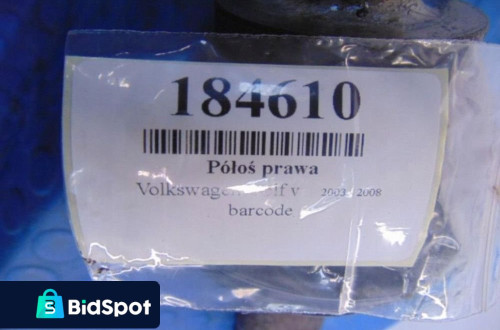 184610
Półoś prawa
Volkswagen v 2003 2008
barcode
BidSpot